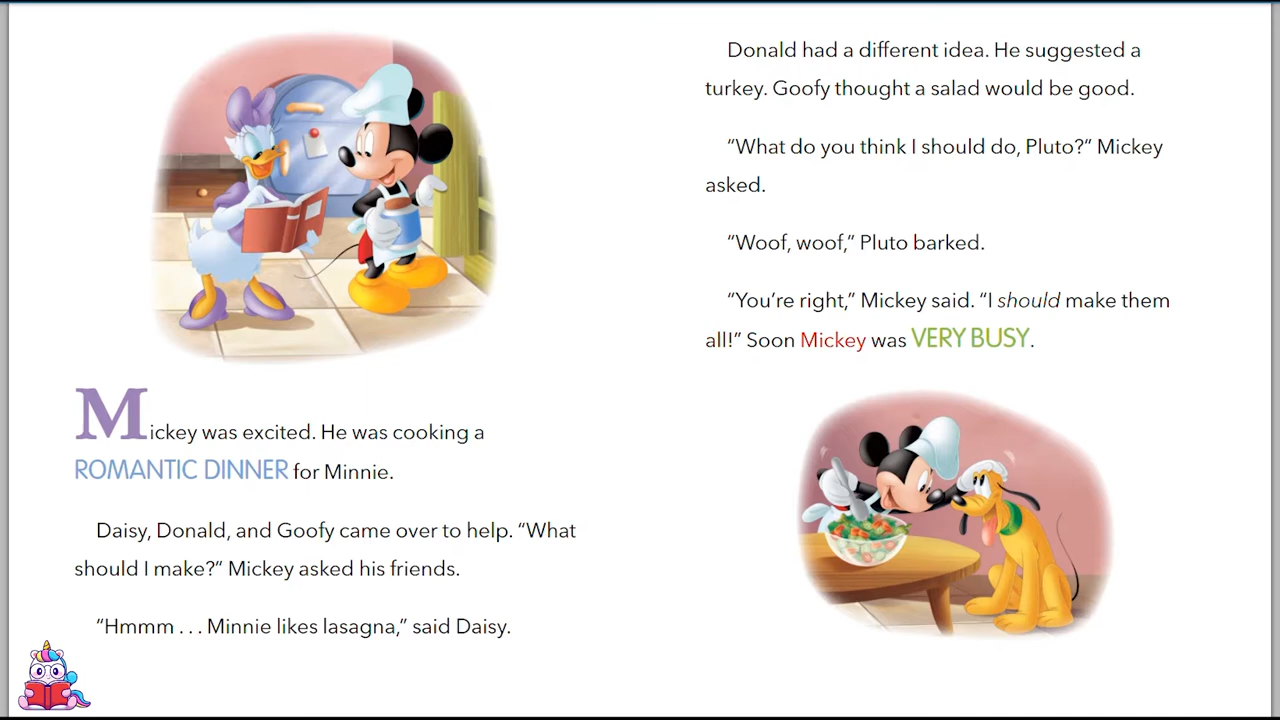 Mickey was excited. He was cooking a
ROMANTIC DINNER for Minnie.
Daisy, Donald, and Goofy came over to help. “What
should I make?” Mickey asked his friends.
“Hmmm . . . Minnie likes lasagna,” said Daisy.
Donald had a different idea. He suggested a
turkey. Goofy thought a salad would be good.
“What do you think I should do, Pluto?” Mickey
asked.
“Woof, woof,” Pluto barked.
“You’re right,” Mickey said. “I should make them
all!” Soon Mickey was VERY BUSY.